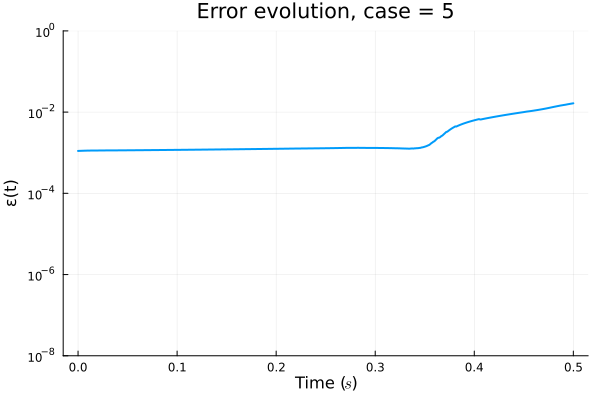 Error evolution, case = 5
ε(t)
10⁰
10⁻²
10⁻⁴
10⁻⁶
10⁻⁸
0.0 0.1 0.2 0.3 0.4 0.5
Time (s)